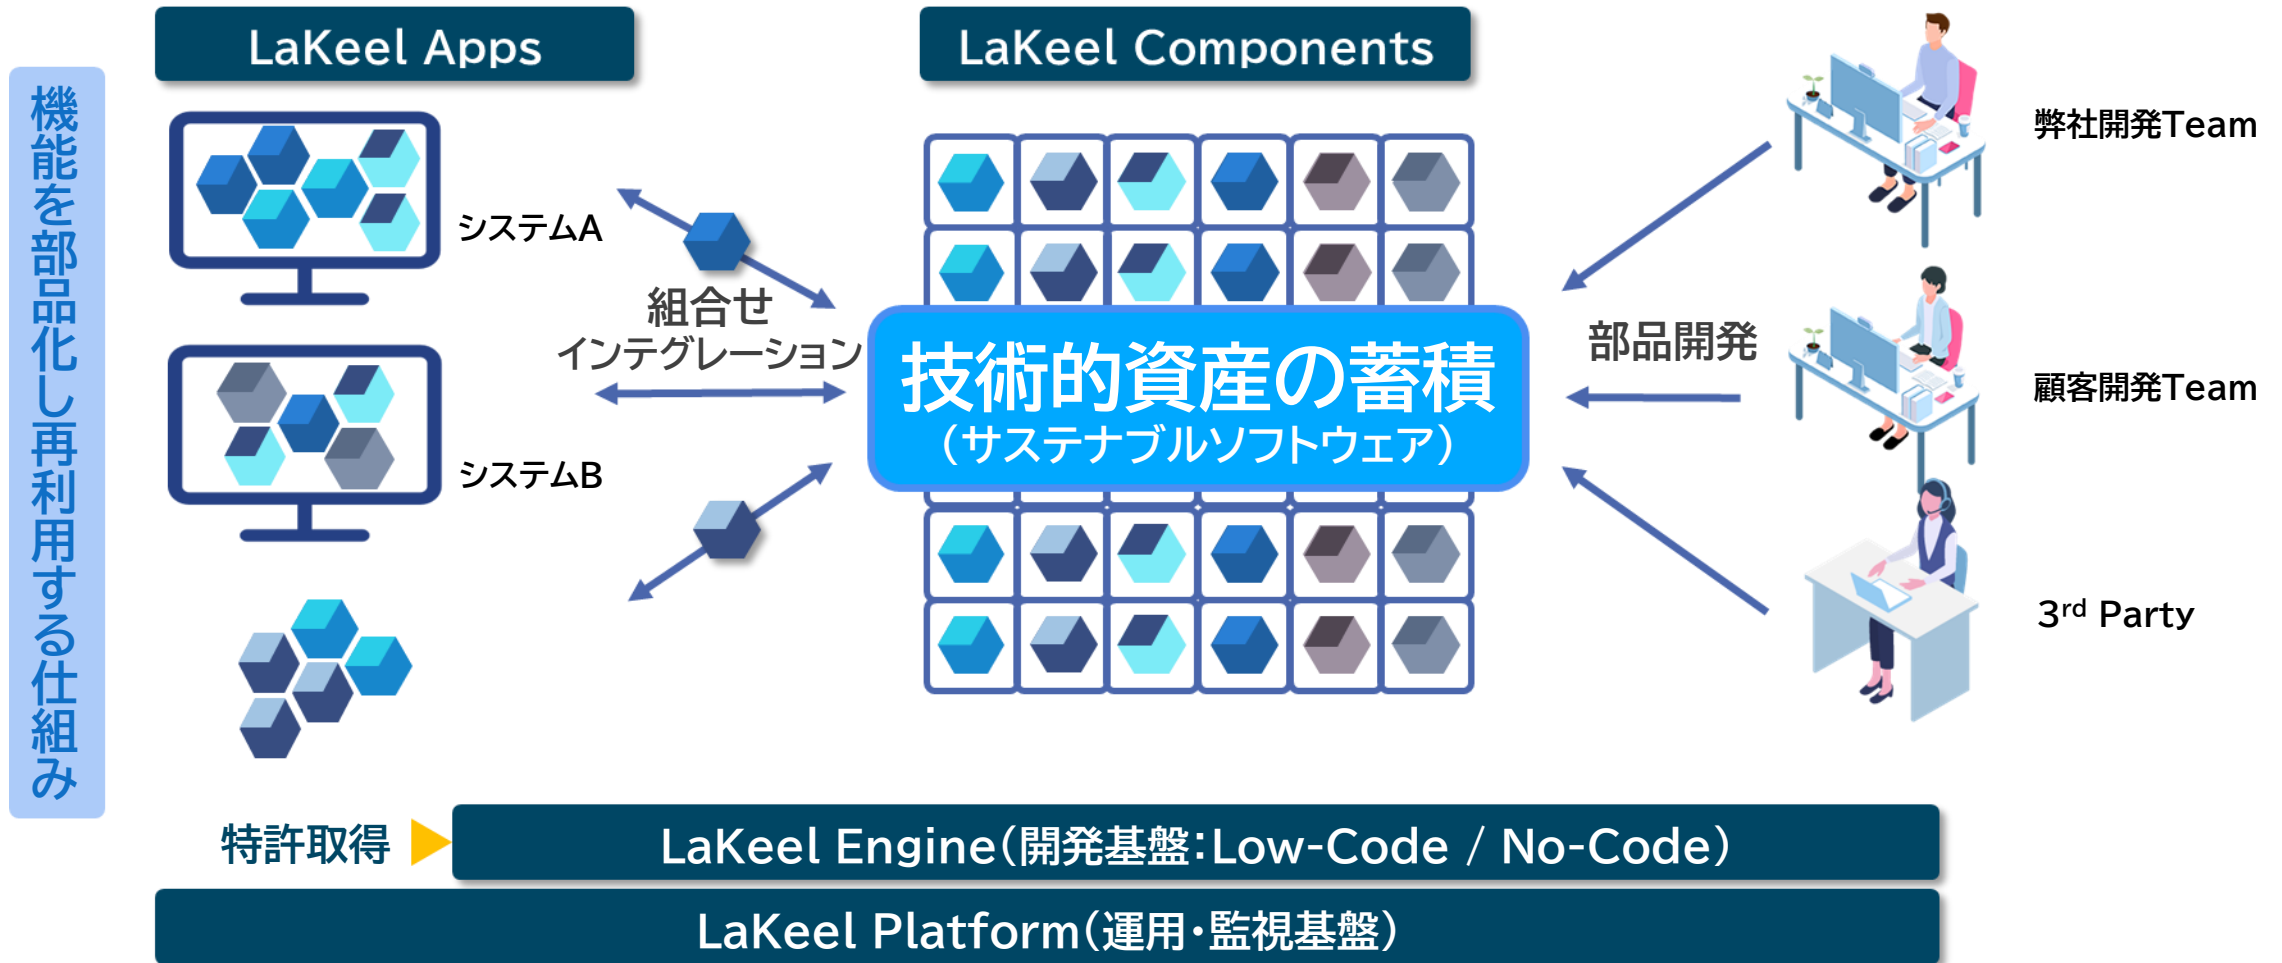 機能を部品化し再利用する仕組み
LaKeel Apps
LaKeel Components
システムA
システムB
組合せ
インテグレーション
技術的資産の蓄積
（サステナブルソフトウェア）
部品開発
弊社開発Team
顧客開発Team
3rd Party
特許取得
LaKeel Engine（開発基盤：Low-Code / No-Code）
LaKeel Platform（運用・監視基盤）